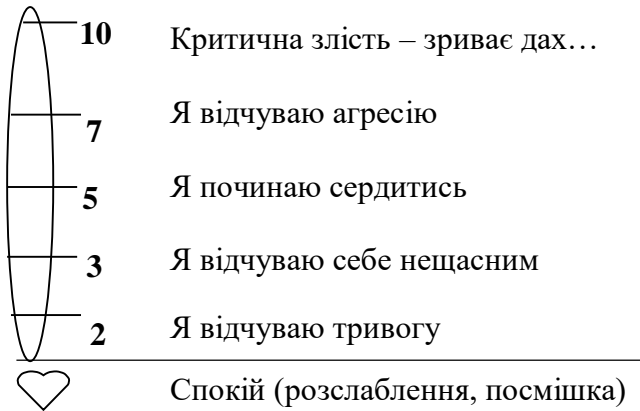 10 Критична злість – зриває дах…
7 Я відчуваю агресію
5 Я починаю сердитись
3 Я відчуваю себе нещасним
2 Я відчуваю тривогу
Спокій (розслаблення, посмішка)